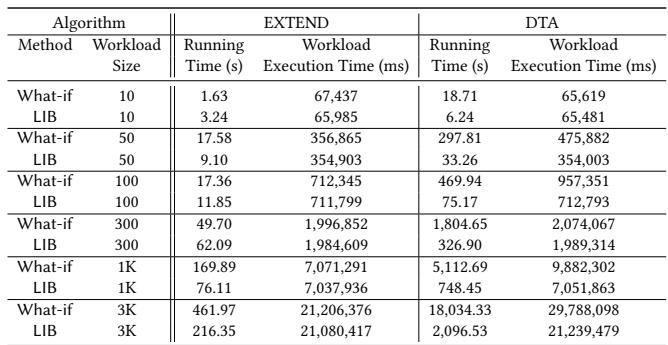 Algorithm EXTEND DTA
Method Workload Running Workload Running Workload
Size Time (s) Execution Time (ms) Time (s) Execution Time (ms)
What-if 10 1.63 67,437 18.71 65,619
LIB 10 3.24 65,985 6.24 65,481
What-if 50 17.58 356,865 297.81 475,882
LIB 50 9.10 354,903 33.26 354,003
What-if 100 17.36 712,345 469.94 957,351
LIB 100 11.85 711,799 75.17 712,793
What-if 300 49.70 1,996,852 1,804.65 2,074,067
LIB 300 62.09 1,984,609 326.90 1,989,314
What-if 1K 169.89 7,071,291 5,112.69 9,882,302
LIB 1K 76.11 7,037,936 748.45 7,051,863
What-if 3K 461.97 21,206,376 18,034.33 29,788,098
LIB 3K 216.35 21,080,417 2,096.53 21,239,479